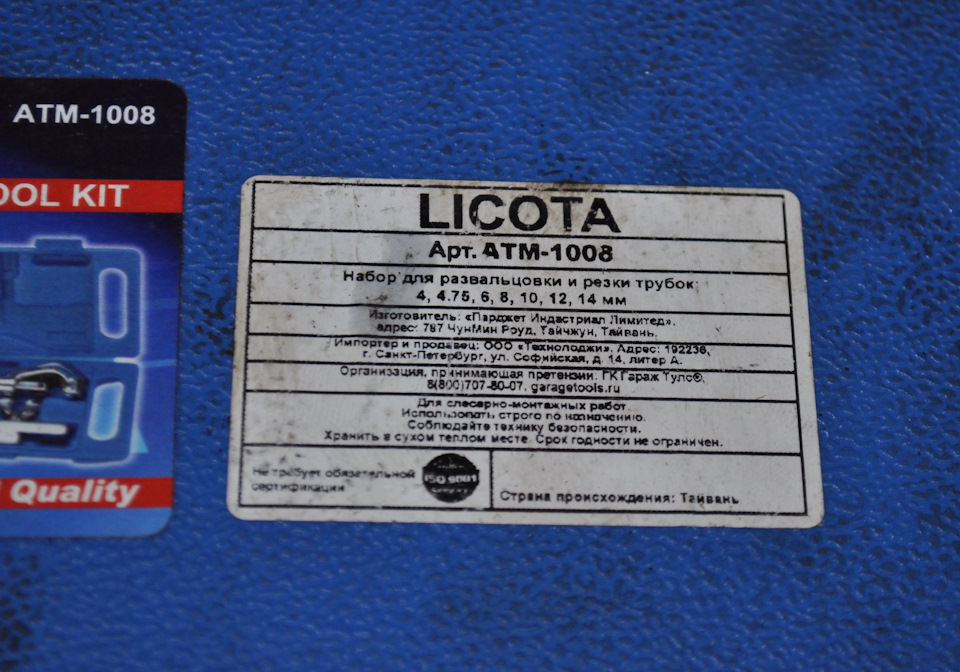 ATM-1008
OOL KIT
Quality
LICOTA
Арт. АТМ-1008
Набор для развальцовки и резки трубок
4, 4.75, 6, 8, 10, 12, 14 мм
Изготовитель: «Парджет Индастриал Лимитед».
адрес: 787 ЧунМин Роуд, Тайчжун, Тайвань.
Импортер и продавец: ООО «Технолоджи». Адрес: 192236,
г. Санкт-Петербург, ул. Софийская, д. 14, литер А.
Организация, принимающая претензии: ГК Гараж Тулс®,
8(800)707-80-07, garagetools.ru
Для слесарно-монтажных работ.
Использовать строго по назначению.
Соблюдайте технику безопасности.
Хранить в сухом теплом месте. Срок годности не ограничен.
Не требует обязательной
сертификации
ISO 9001
Страна происхождения: Тайвань